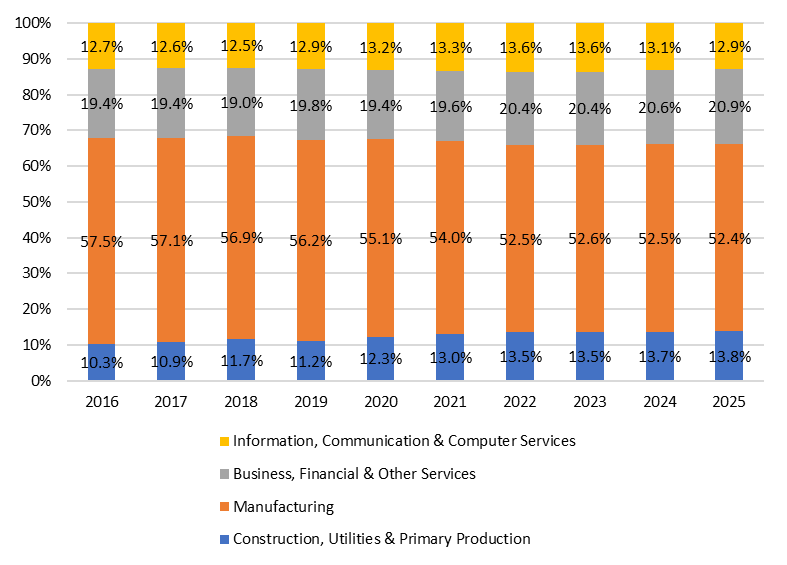 100%
90%
80%
70%
60%
50%
40%
30%
20%
10%
0%
12.7% 12.6% 12.5% 12.9% 13.2% 13.3% 13.6% 13.6% 13.1% 12.9%
19.4% 19.4% 19.0% 19.8% 19.4% 19.6% 20.4% 20.4% 20.6% 20.9%
57.5% 57.1% 56.9% 56.2% 55.1% 54.0% 52.5% 52.6% 52.5% 52.4%
10.3% 10.9% 11.7% 11.2% 12.3% 13.0% 13.5% 13.5% 13.7% 13.8%
2016 2017 2018 2019 2020 2021 2022 2023 2024 2025
Information, Communication & Computer Services
Business, Financial & Other Services
Manufacturing
Construction, Utilities & Primary Production